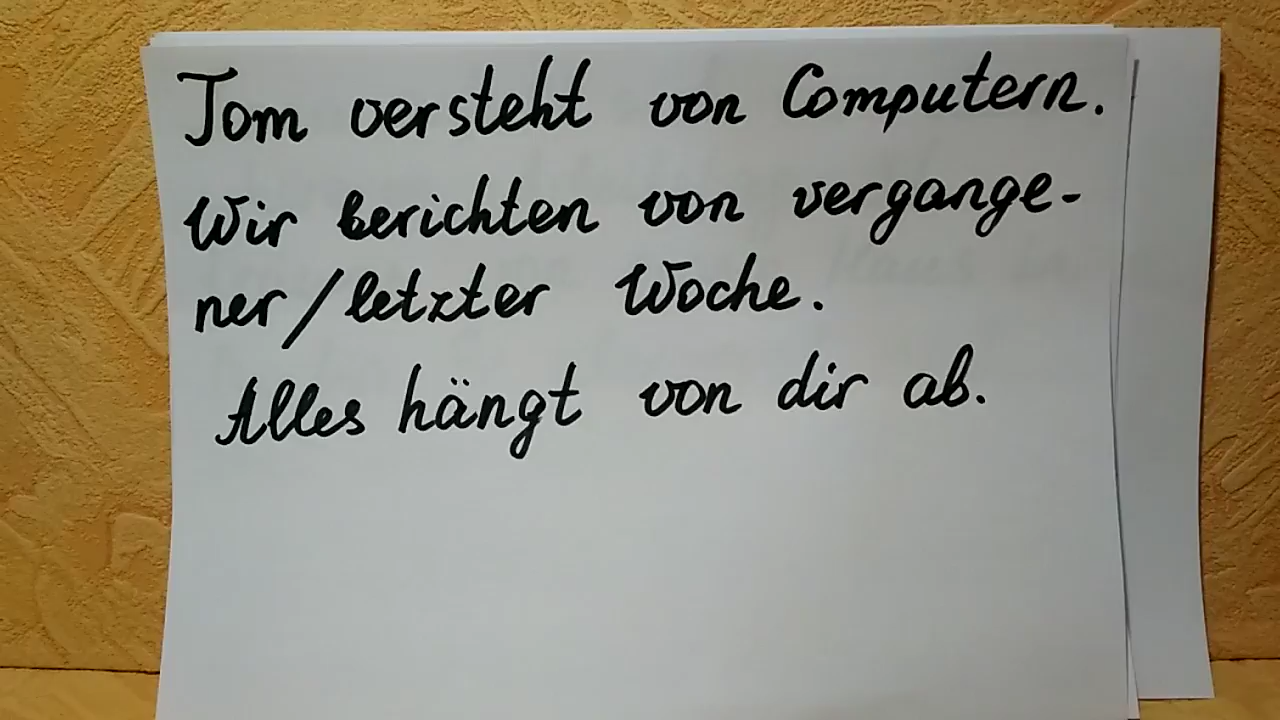 Tom versteht von Computern.
Wir berichten von vergange-
ner/letzter Woche.
Alles hängt von dir ab.